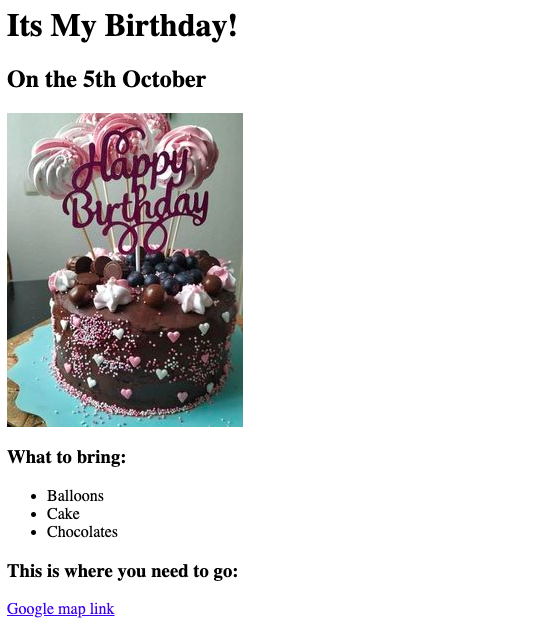 Its My Birthday!
On the 5th October
Happy
Birthday
What to bring:
Balloons
Cake
Chocolates
This is where you need to go:
Google map link